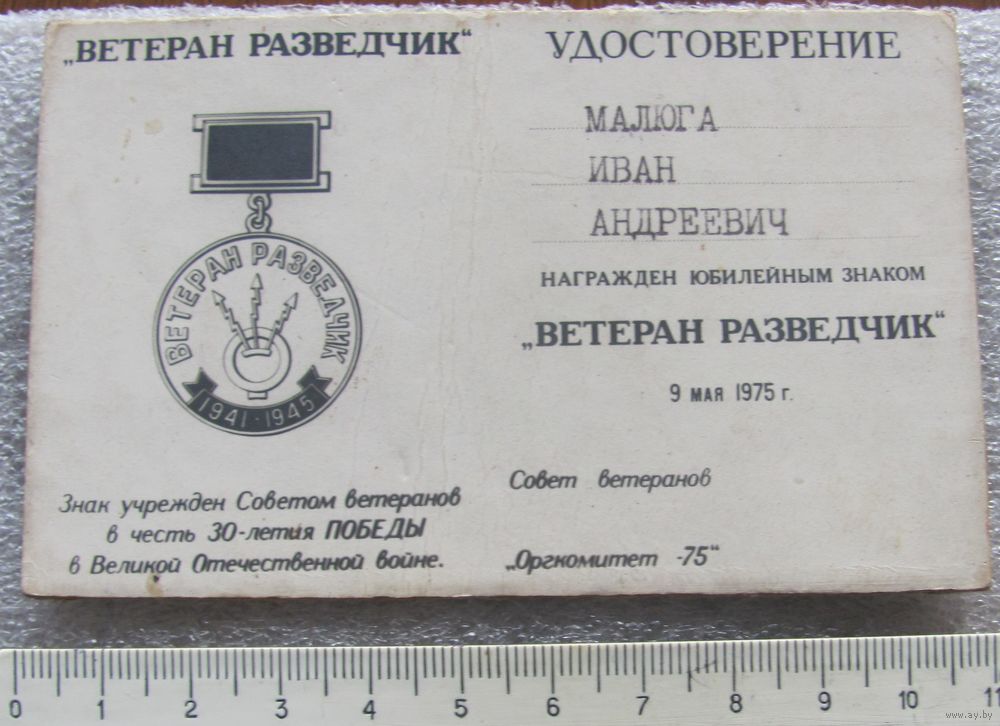 „ВЕТЕРАН РАЗВЕДЧИК“
ВЕТЕРАН РАЗВЕДЧИК
1941·1945
Знак учрежден Советом ветеранов
в честь 30-летия ПОБЕДЫ
в Великой Отечественной войне.
УДОСТОВЕРЕНИЕ
МАЛЮГА
ИВАН
АНДРЕЕВИЧ
НАГРАЖДЕН ЮБИЛЕЙНЫМ ЗНАКОМ
„ВЕТЕРАН РАЗВЕДЧИК“
9 МАЯ 1975 г.
Совет ветеранов
„Оргкомитет -75“
0 1 2 3 4 5 6 7 8 9 10 11
www.ay.by